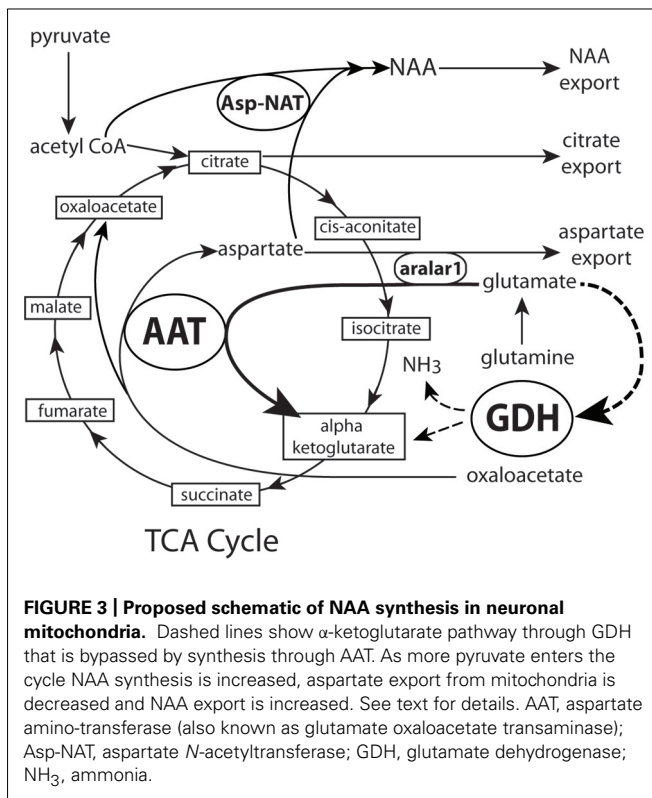 pyruvate
NAA
NAA
export
Asp-NAT
acetyl CoA
citrate
citrate
export
oxaloacetate
cis-aconitate
aspartate
aspartate
export
aralar1
glutamate
malate
AAT
isocitrate
glutamine
NH3
fumarate
alpha
ketoglutarate
GDH
oxaloacetate
succinate
TCA Cycle
FIGURE 3 | Proposed schematic of NAA synthesis in neuronal
mitochondria. Dashed lines show α-ketoglutarate pathway through GDH
that is bypassed by synthesis through AAT. As more pyruvate enters the
cycle NAA synthesis is increased, aspartate export from mitochondria is
decreased and NAA export is increased. See text for details. AAT, aspartate
amino-transferase (also known as glutamate oxaloacetate transaminase);
Asp-NAT, aspartate N-acetyltransferase; GDH, glutamate dehydrogenase;
NH₃, ammonia.